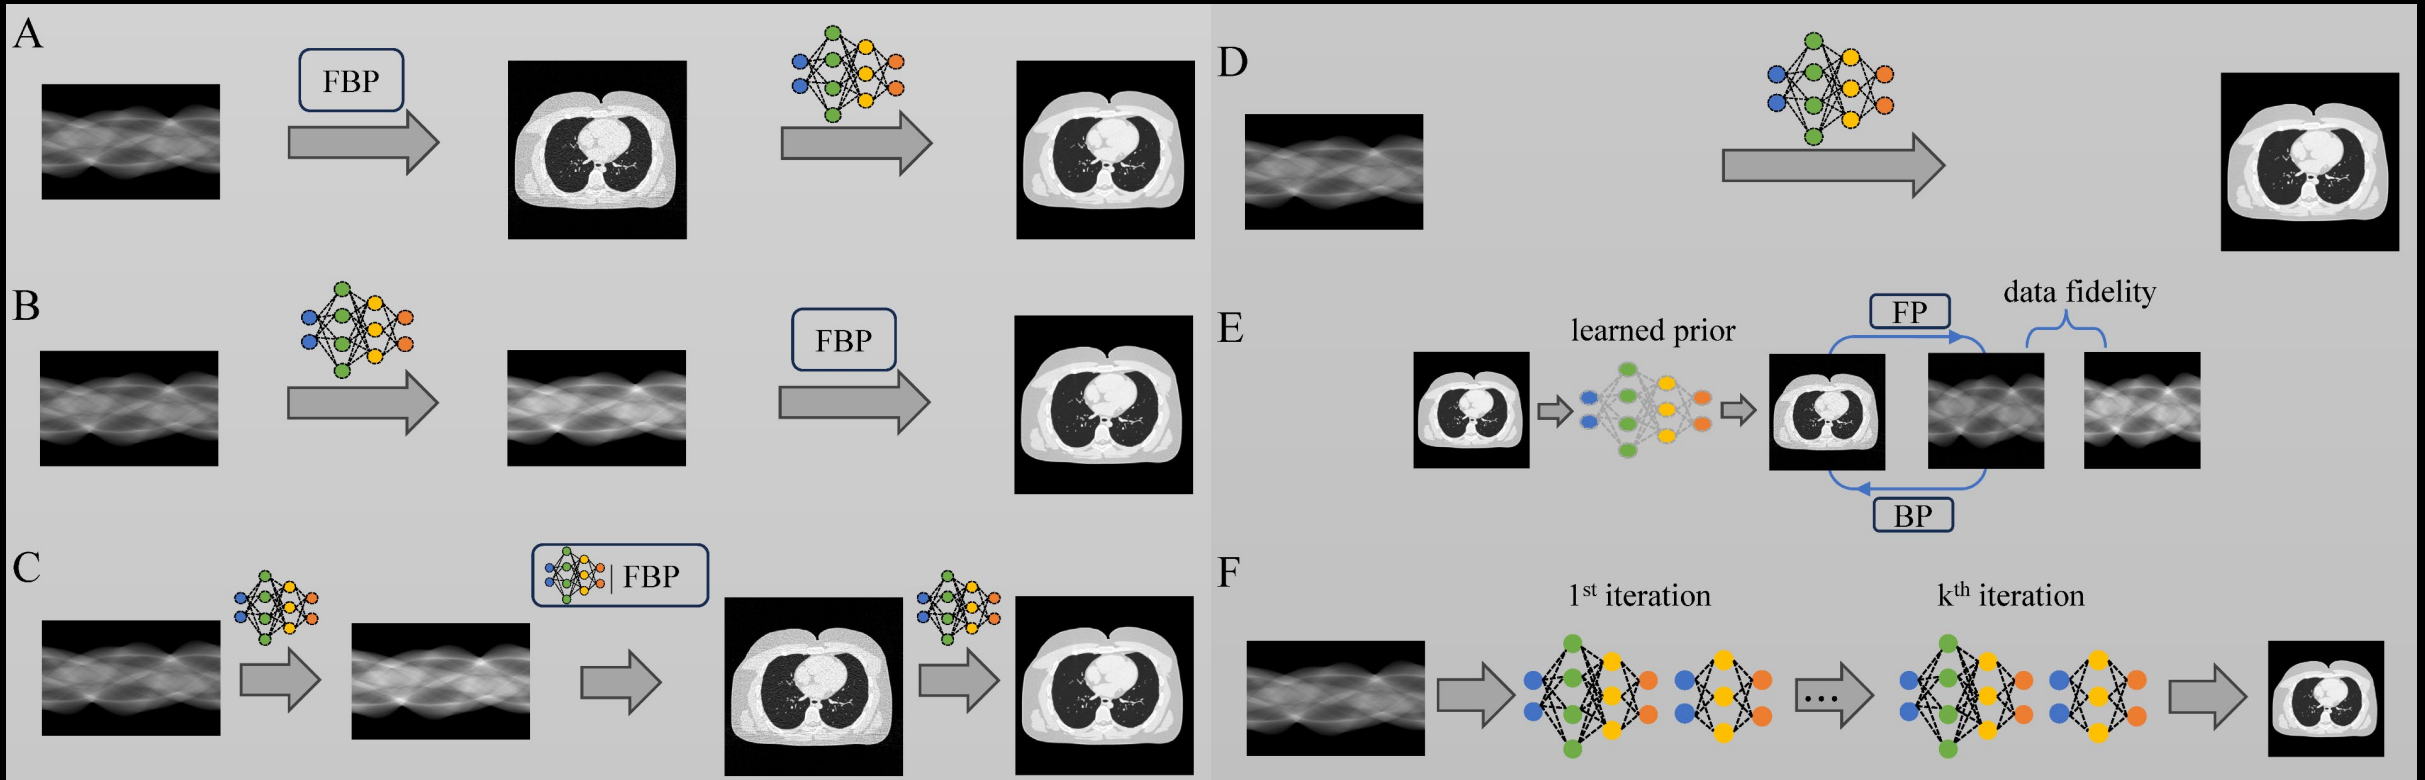 A
FBP
B
FBP
C
| FBP
D
E
learned prior
FP
data fidelity
BP
F
1st iteration
...
kth iteration